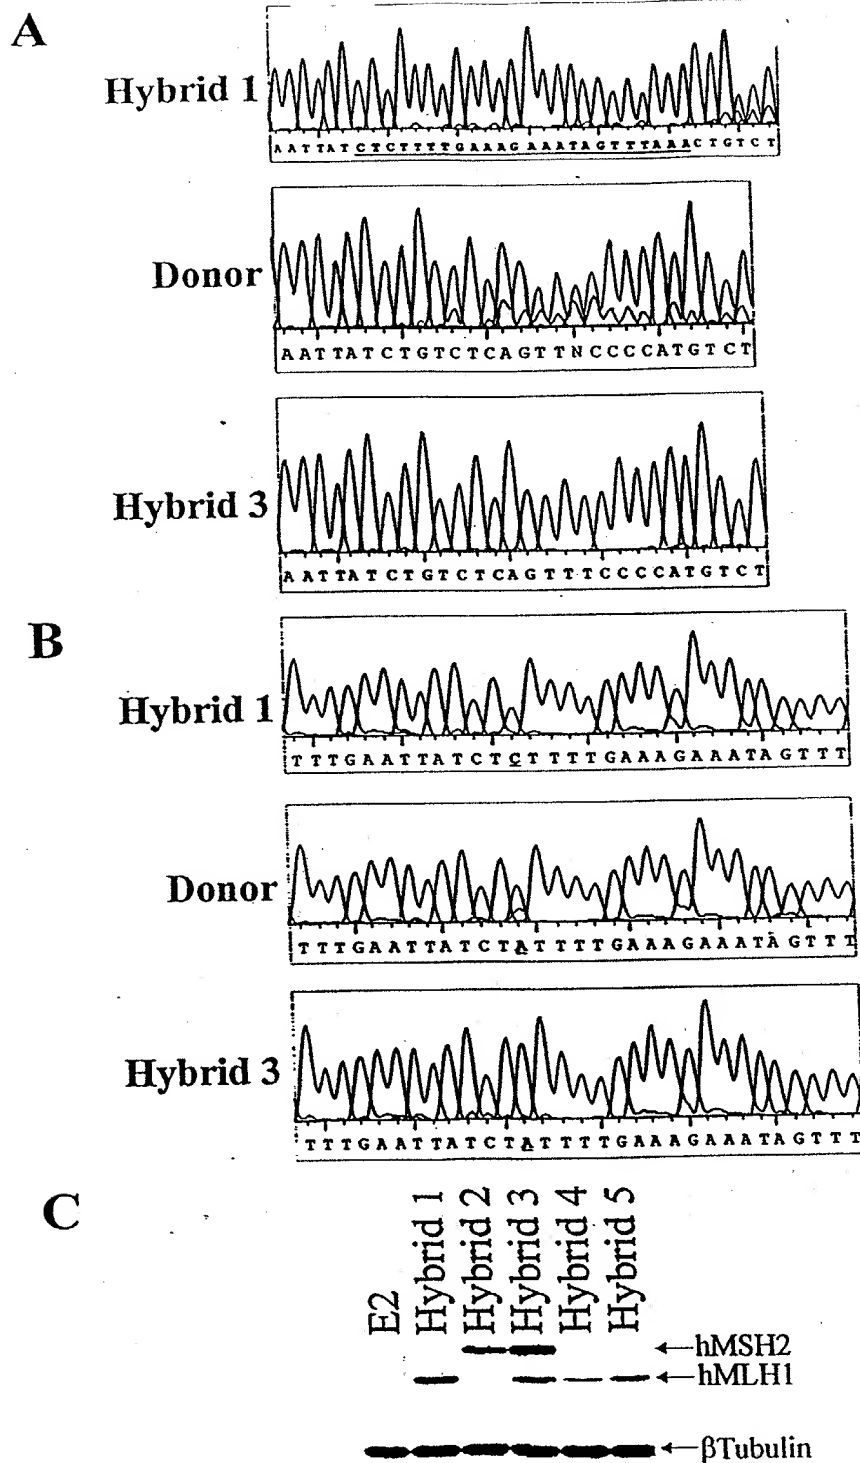 A
Hybrid 1
AATTATCTCTTTTGAAAGAAATAGTTTAAACTGTCT
Donor
AATTATCTGTCTCAGTTNCCCCATGTCT
Hybrid 3
AATTATCTGTCTCAGTTTCCCCATGTCT
B
Hybrid 1
TTTGAATTATCTCTTTTGAAAGAAATAGTTT
Donor
TTTGAATTATCTATTTTGAAAGAAATAGTTT
Hybrid 3
TTTGAATTATCTATTTTGAAAGAAATAGTTT
C
E2 Hybrid 1 Hybrid 2 Hybrid 3 Hybrid 4 Hybrid 5
hMSH2
hMLH1
βTubulin